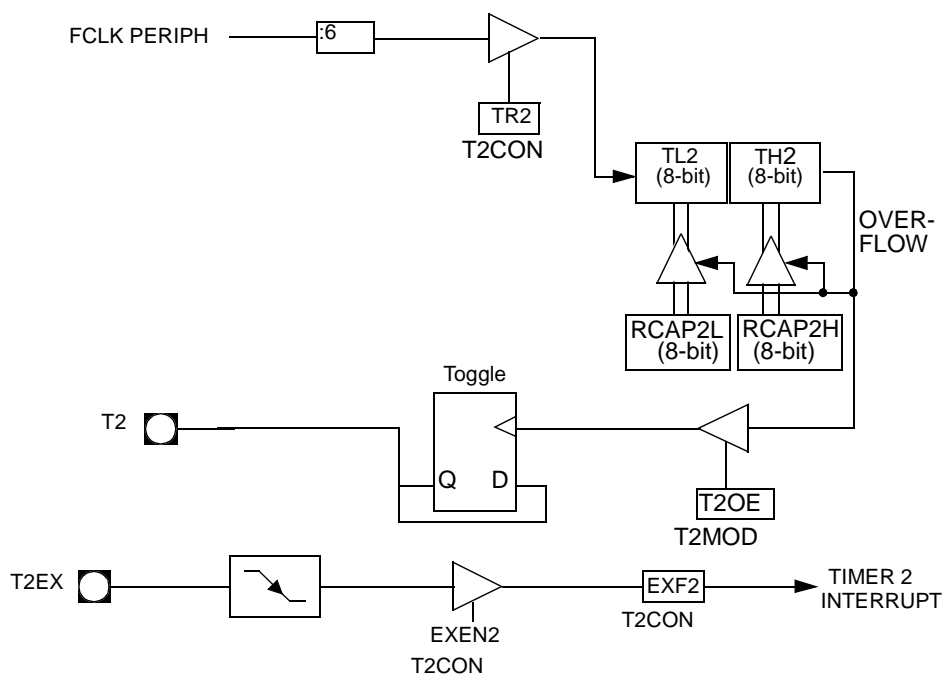 FCLK PERIPH
:6
TR2
T2CON
TL2
(8-bit)
TH2
(8-bit)
OVER-
FLOW
RCAP2L
(8-bit)
RCAP2H
(8-bit)
Toggle
T2
Q
D
T2OE
T2MOD
T2EX
EXEN2
T2CON
EXF2
T2CON
TIMER 2
INTERRUPT